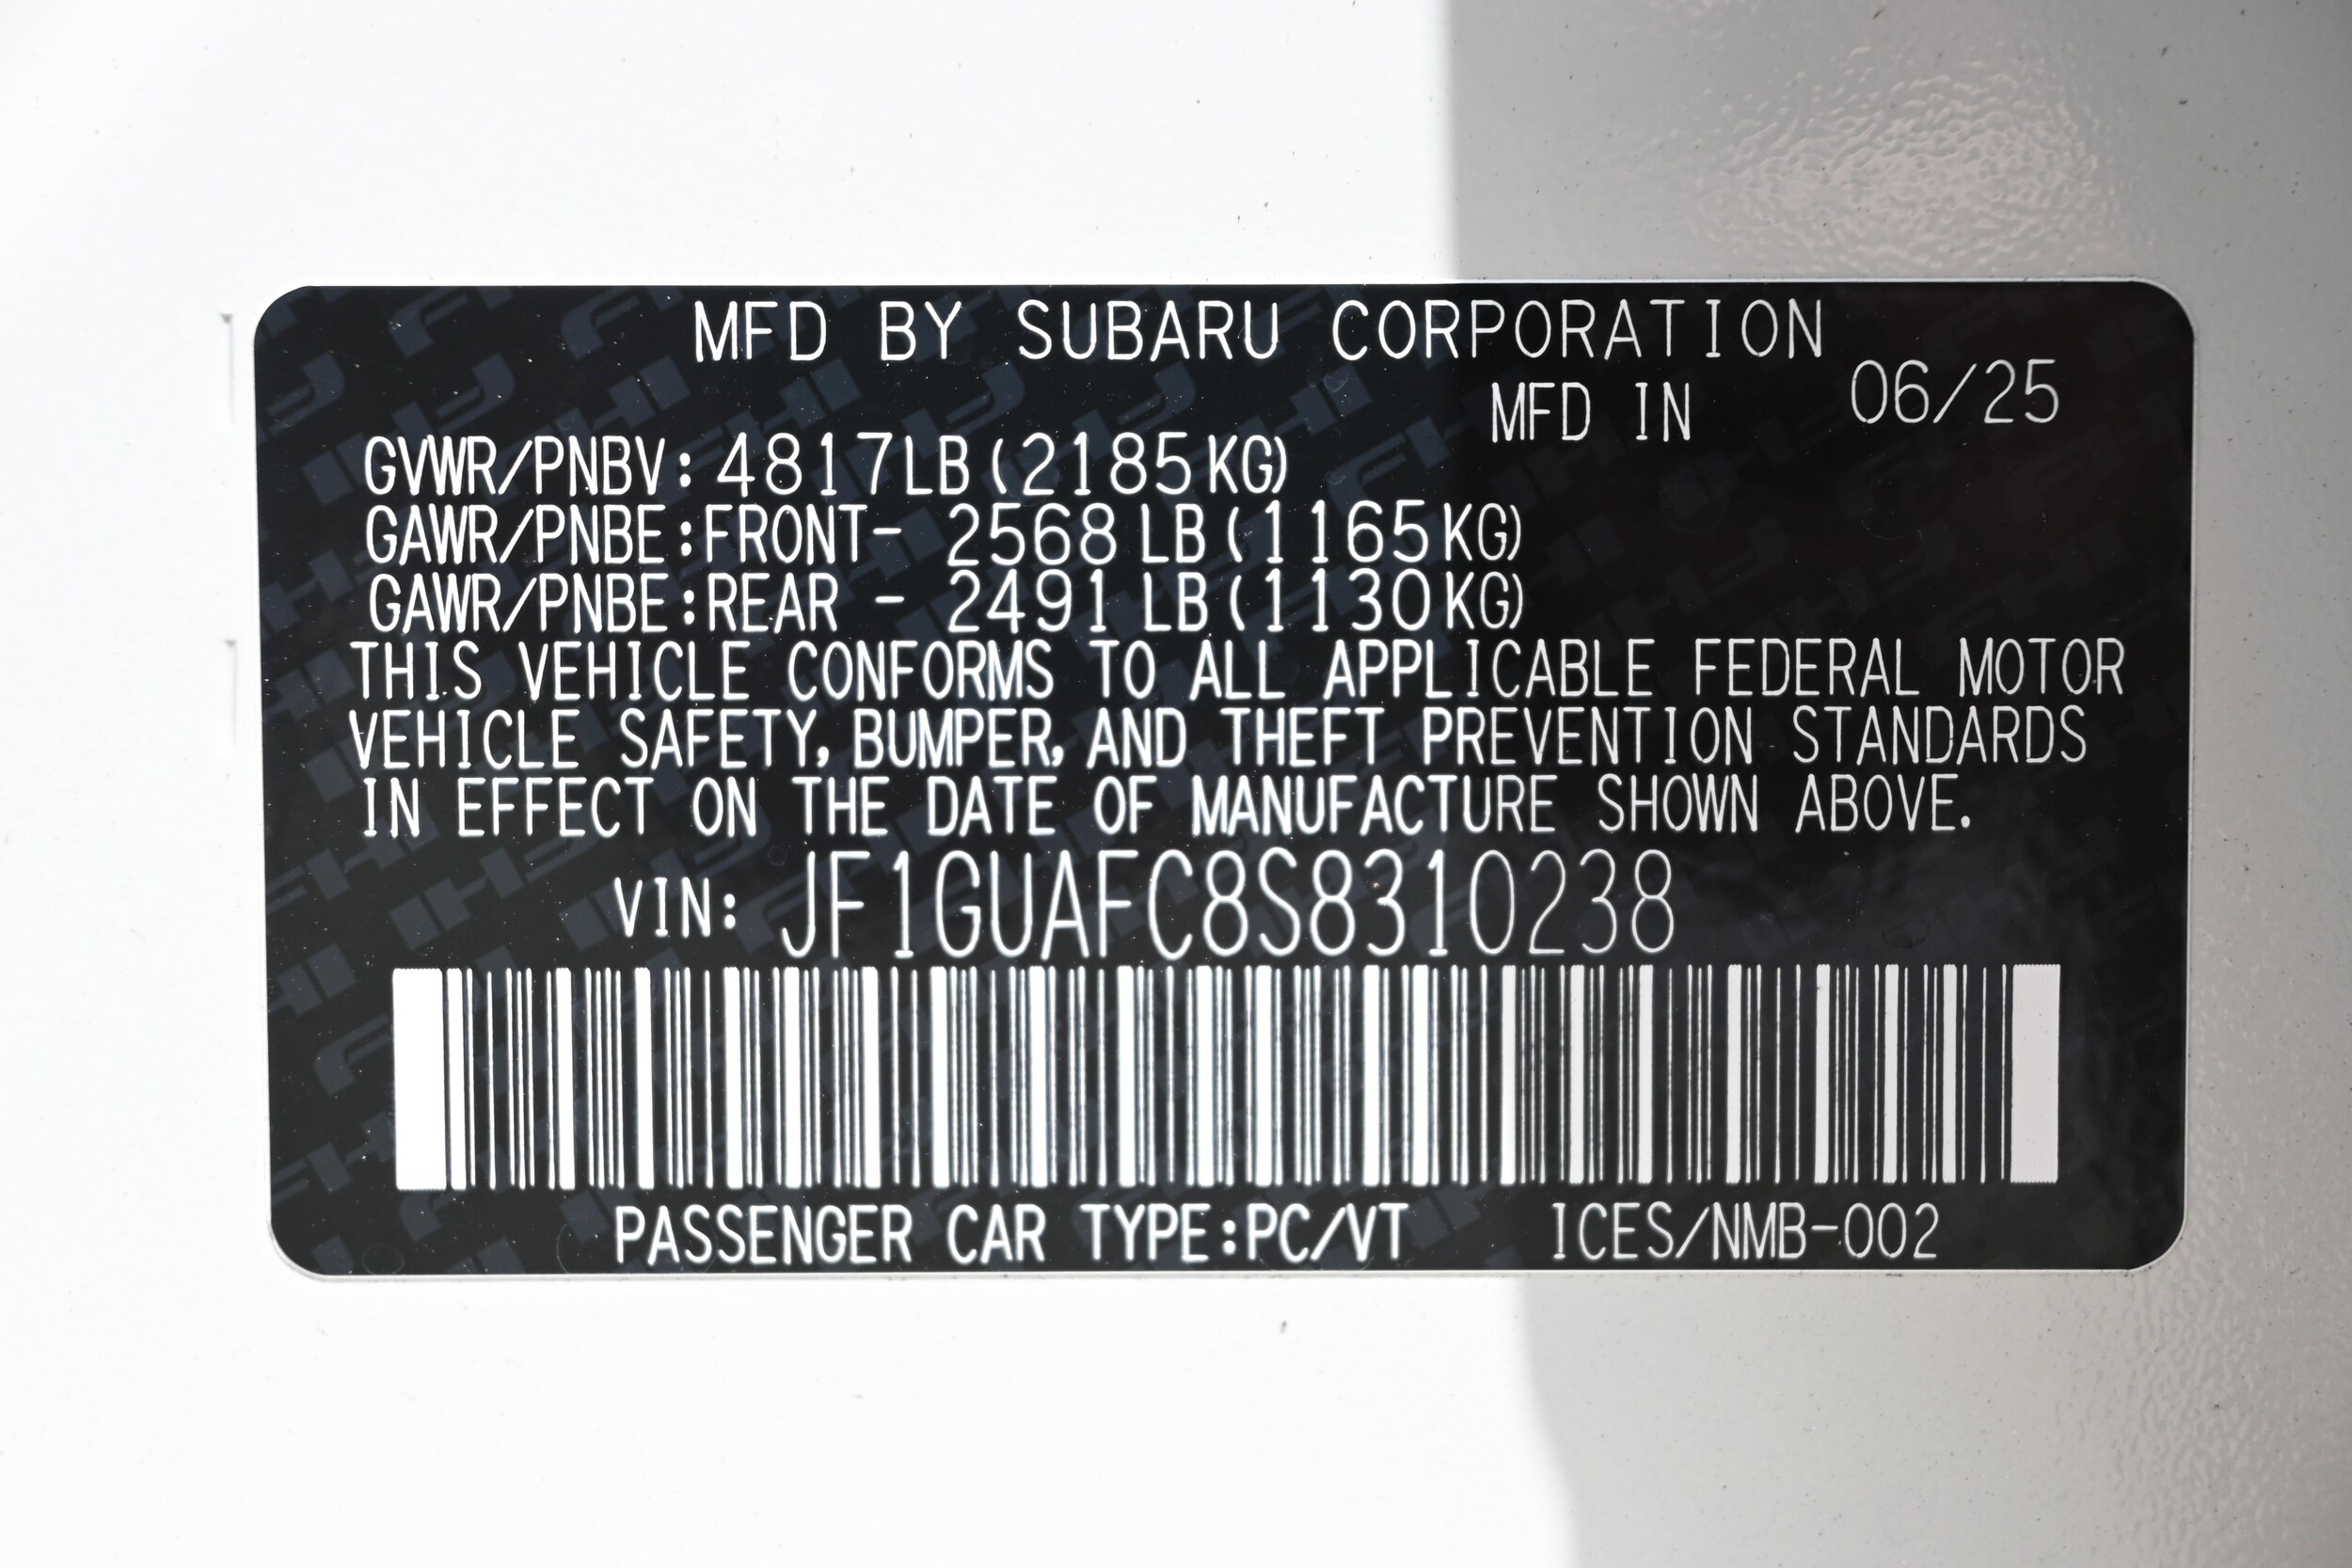 MFD BY SUBARU CORPORATION
MFD IN 06/25
GVWR/PNBV: 4817LB(2185KG)
GAWR/PNBE:FRONT- 2568 LB(1165KG)
GAWR/PNBE:REAR - 2491 LB(1130KG)
THIS VEHICLE CONFORMS TO ALL APPLICABLE FEDERAL MOTOR
VEHICLE SAFETY, BUMPER, AND THEFT PREVENTION STANDARDS
IN EFFECT ON THE DATE OF MANUFACTURE SHOWN ABOVE.
VIN: JF1GUAFC8S8310238
PASSENGER CAR TYPE:PC/VT ICES/NMB-002